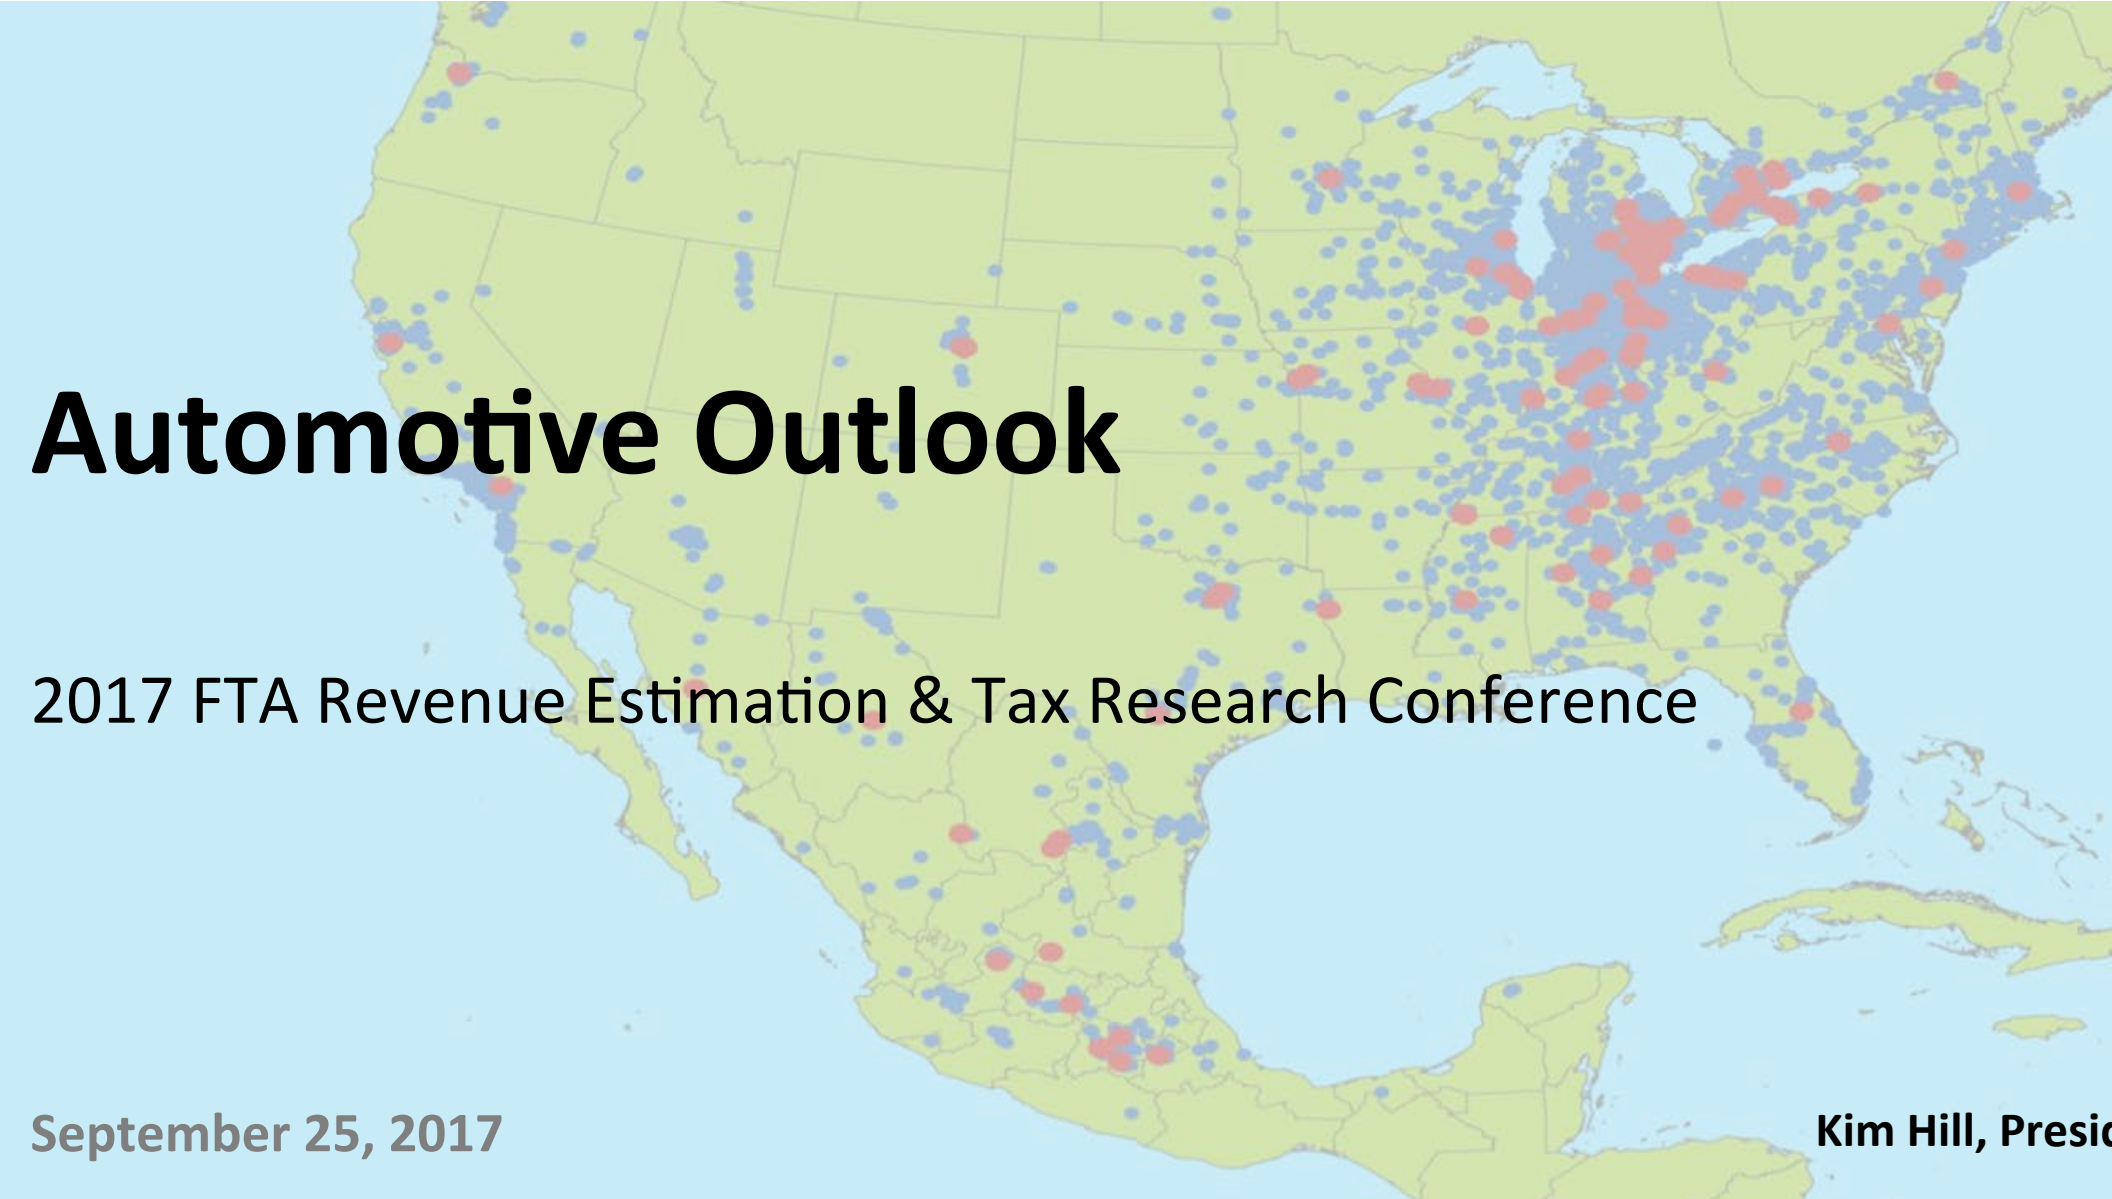 Automotive Outlook
2017 FTA Revenue Estimation & Tax Research Conference
September 25, 2017
Kim Hill,